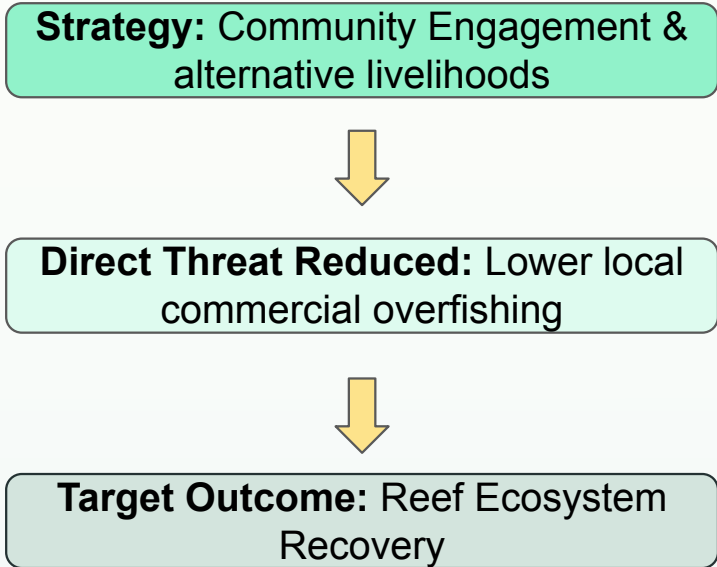 Strategy: Community Engagement &
alternative livelihoods
Direct Threat Reduced: Lower local
commercial overfishing
Target Outcome: Reef Ecosystem
Recovery